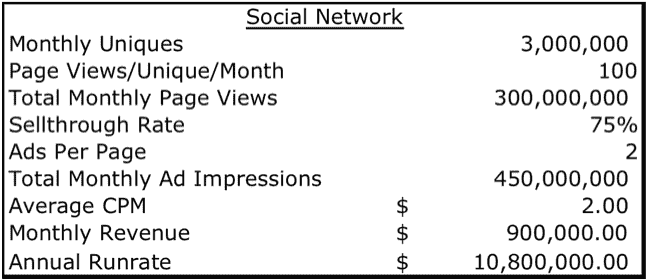 Social Network
Monthly Uniques 3,000,000
Page Views/Unique/Month 100
Total Monthly Page Views 300,000,000
Sellthrough Rate 75%
Ads Per Page 2
Total Monthly Ad Impressions 450,000,000
Average CPM $ 2.00
Monthly Revenue $ 900,000.00
Annual Runrate $ 10,800,000.00